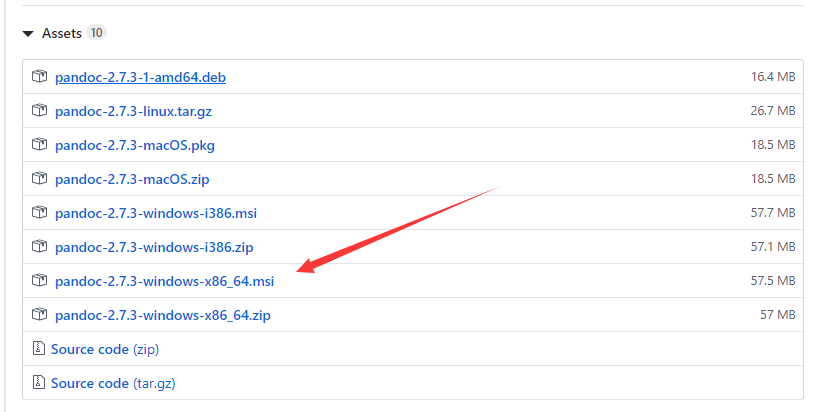 Assets 10
pandoc-2.7.3-1-amd64.deb 16.4 MB
pandoc-2.7.3-linux.tar.gz 26.7 MB
pandoc-2.7.3-macOS.pkg 18.5 MB
pandoc-2.7.3-macOS.zip 18.5 MB
pandoc-2.7.3-windows-i386.msi 57.7 MB
pandoc-2.7.3-windows-i386.zip 57.1 MB
pandoc-2.7.3-windows-x86_64.msi 57.5 MB
pandoc-2.7.3-windows-x86_64.zip 57 MB
Source code (zip)
Source code (tar.gz)